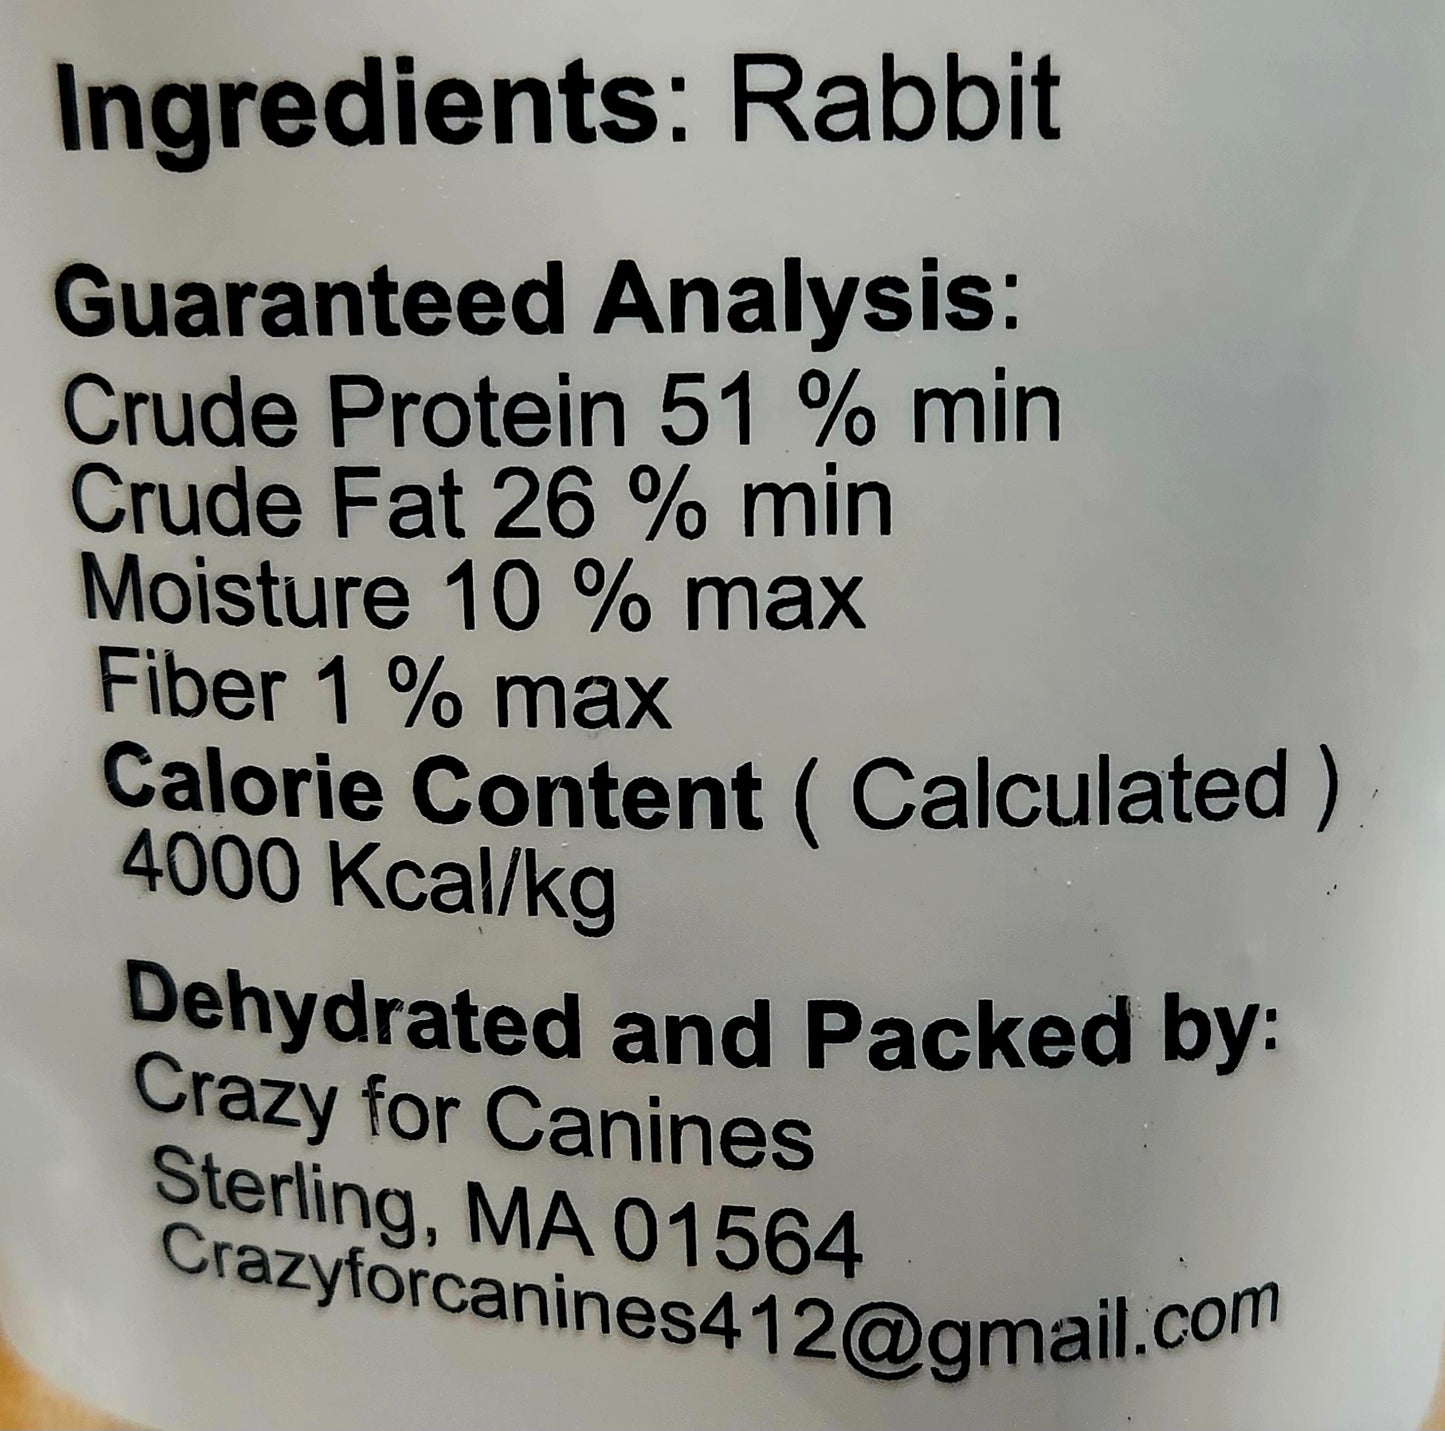 Ingredients: Rabbit
Guaranteed Analysis:
Crude Protein 51 % min
Crude Fat 26 % min
Moisture 10 % max
Fiber 1 % max
Calorie Content ( Calculated )
4000 Kcal/kg
Dehydrated and Packed by:
Crazy for Canines
Sterling, MA 01564
Crazyforcanines412@gmail.com